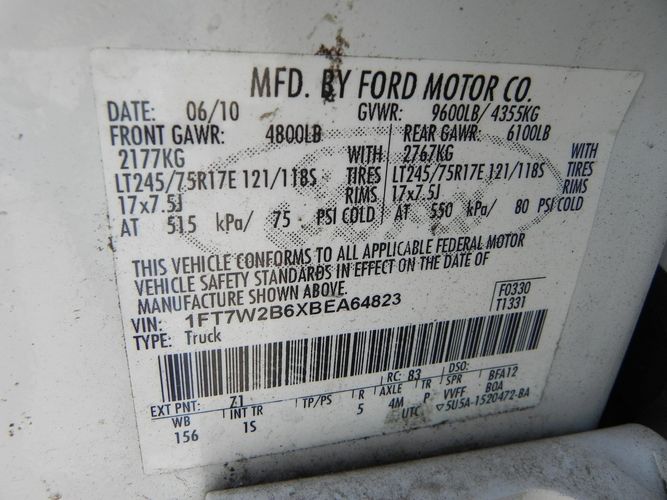 MFD. BY FORD MOTOR CO.
DATE: 06/10 GVWR: 9600LB/ 4355KG
FRONT GAWR: 4800LB REAR GAWR: 6100LB
2177KG WITH 2767KG WITH
LT245/75R17E 121/118S TIRES LT245/75R17E 121/118S TIRES
17x7.5J RIMS 17x7.5J RIMS
AT 515 kPa/ 75 PSI COLD AT 550 kPa/ 80 PSI COLD
THIS VEHICLE CONFORMS TO ALL APPLICABLE FEDERAL MOTOR
VEHICLE SAFETY STANDARDS IN EFFECT ON THE DATE OF
MANUFACTURE SHOWN ABOVE.
VIN: 1FT7W2B6XBEA64823 F0330
TYPE: Truck T1331
EXT PNT: Z1 RC: 83 DSO:
WB INT TR TP/PS R AXLE TR SPR BFA12
156 1S 5 4M P VVFF BOA
UTC ▽5U5A-1520472-BA